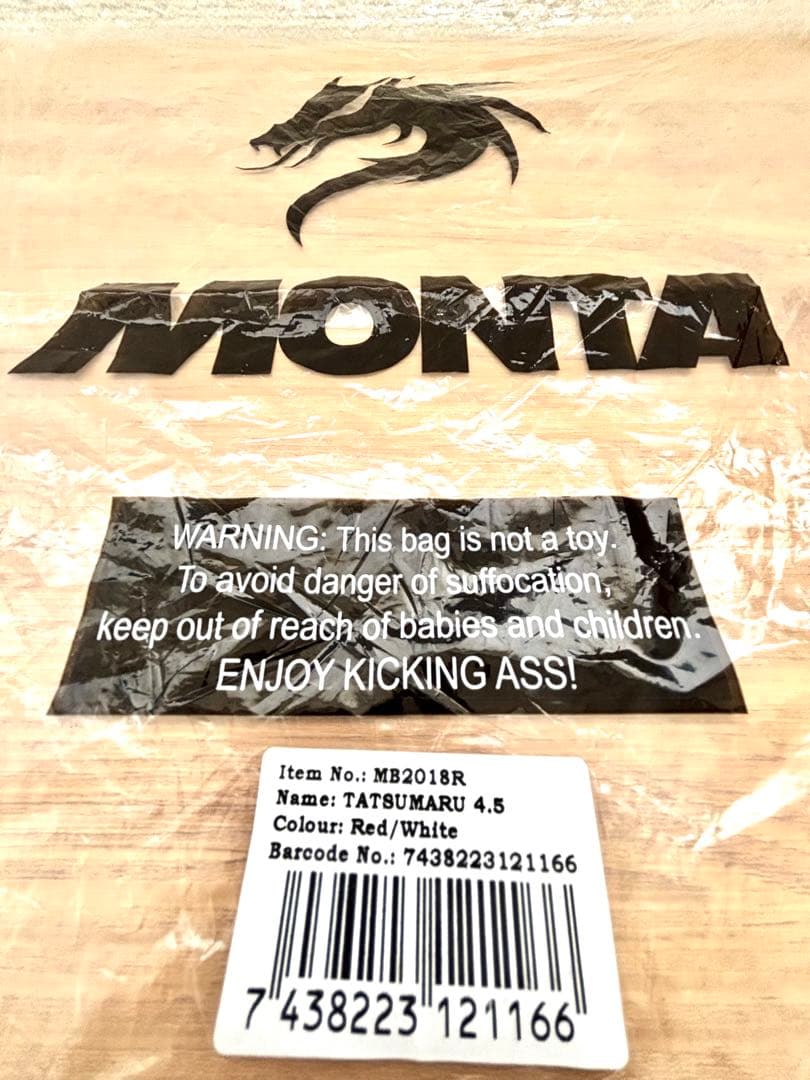 MONTA
WARNING: This bag is not a toy.
To avoid danger of suffocation,
keep out of reach of babies and children.
ENJOY KICKING ASS!
Item No.: MB2018R
Name: TATSUMARU 4.5
Colour: Red/White
Barcode No.: 7438223121166
7 438223 121166